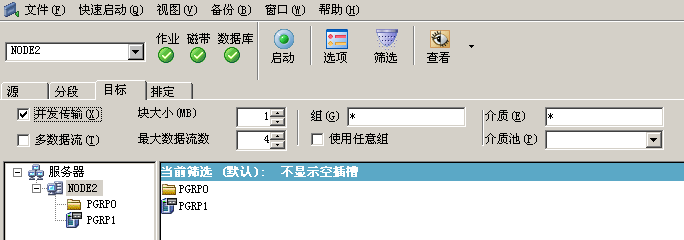 文件(F) 快速启动(Q) 视图(V) 备份(B) 窗口(W) 帮助(H)
NODE2 作业 磁带 数据库 启动 选项 筛选 查看
源 分段 目标 排定
并发传输(X) 块大小(MB) 1 组(G) * 介质(E) *
多数据流(T) 最大数据流数 4 使用任意组 介质池(P)
服务器 当前筛选 (默认): 不显示空插槽
NODE2 PGRP0
PGRP0 PGRP1
PGRP1